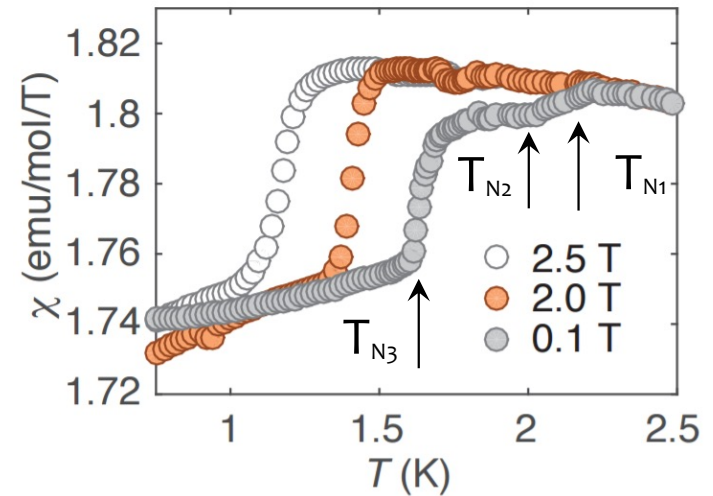 χ (emu/mol/T)
1.82
1.8
1.78
1.76
1.74
1.72
T_N2
T_N1
T_N3
2.5 T
2.0 T
0.1 T
1 1.5 2 2.5
T (K)